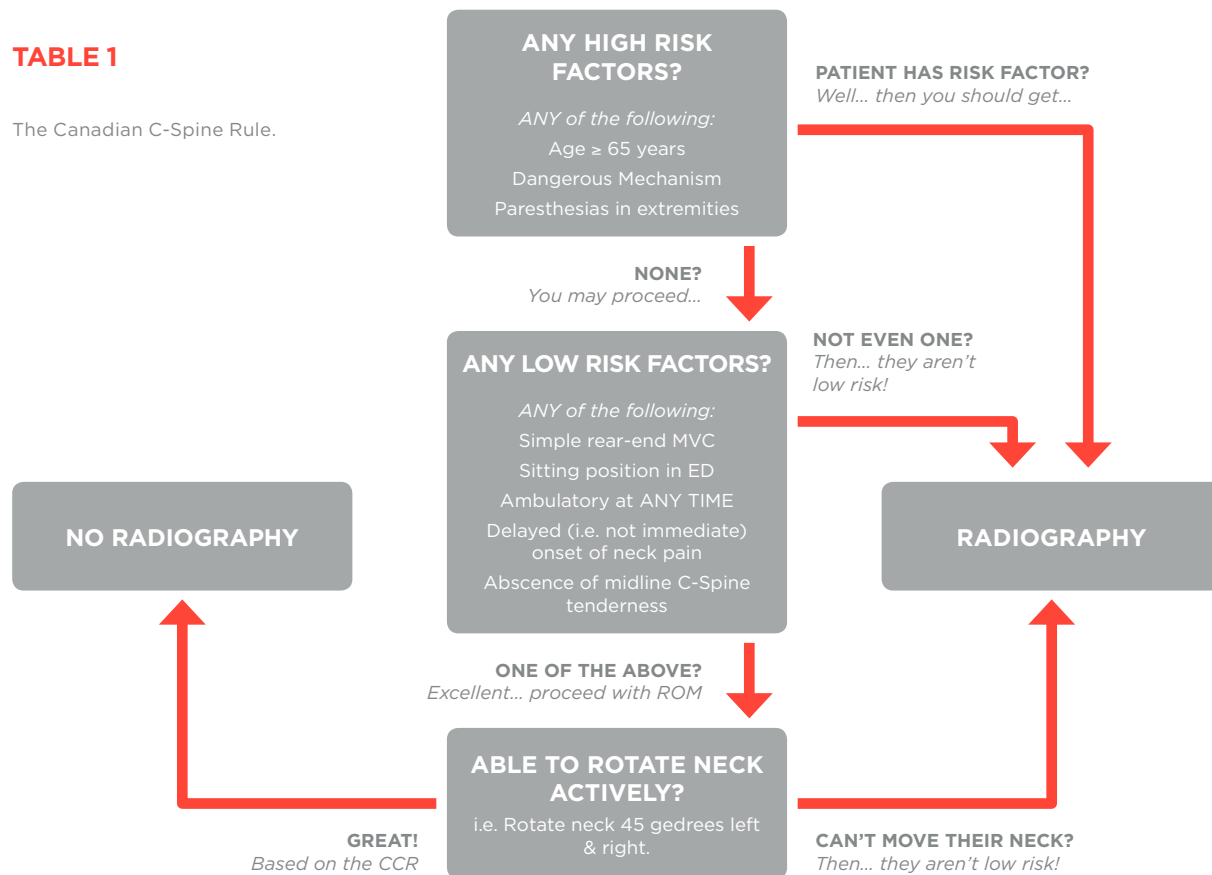 TABLE 1
The Canadian C-Spine Rule.
ANY HIGH RISK
FACTORS?
ANY of the following:
Age ≥ 65 years
Dangerous Mechanism
Paresthesias in extremities
PATIENT HAS RISK FACTOR?
Well... then you should get...
NONE?
You may proceed...
ANY LOW RISK FACTORS?
ANY of the following:
Simple rear-end MVC
Sitting position in ED
Ambulatory at ANY TIME
Delayed (i.e. not immediate)
onset of neck pain
Abscence of midline C-Spine
tenderness
NOT EVEN ONE?
Then... they aren't
low risk!
NO RADIOGRAPHY
RADIOGRAPHY
ONE OF THE ABOVE?
Excellent... proceed with ROM
ABLE TO ROTATE NECK
ACTIVELY?
i.e. Rotate neck 45 gedrees left
& right.
GREAT!
Based on the CCR
CAN'T MOVE THEIR NECK?
Then... they aren't low risk!